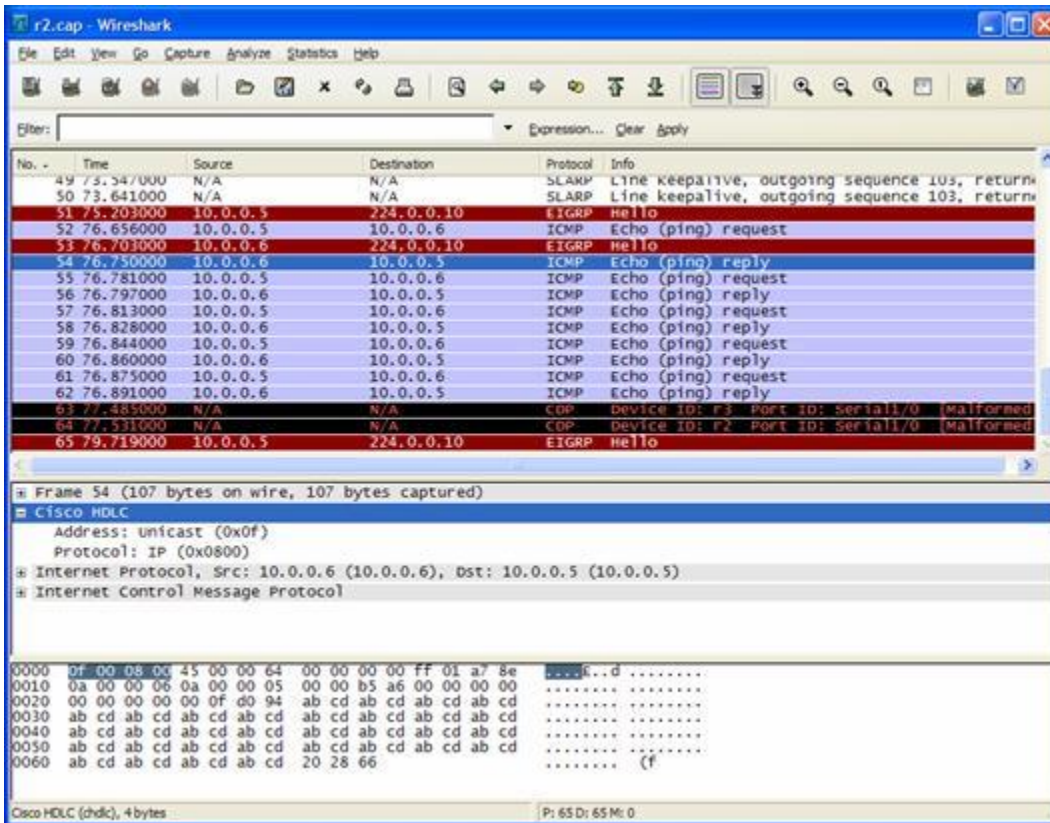 r2.cap - Wireshark
File Edit View Go Capture Analyze Statistics Help
Filter: Expression... Clear Apply
No. - Time Source Destination Protocol Info
49 73.547000 N/A N/A SLARP Line keepalive, outgoing sequence 103, returne
50 73.641000 N/A N/A SLARP Line keepalive, outgoing sequence 103, returne
51 75.203000 10.0.0.5 224.0.0.10 EIGRP Hello
52 76.656000 10.0.0.5 10.0.0.6 ICMP Echo (ping) request
53 76.703000 10.0.0.6 224.0.0.10 EIGRP Hello
54 76.750000 10.0.0.6 10.0.0.5 ICMP Echo (ping) reply
55 76.781000 10.0.0.5 10.0.0.6 ICMP Echo (ping) request
56 76.797000 10.0.0.6 10.0.0.5 ICMP Echo (ping) reply
57 76.813000 10.0.0.5 10.0.0.6 ICMP Echo (ping) request
58 76.828000 10.0.0.6 10.0.0.5 ICMP Echo (ping) reply
59 76.844000 10.0.0.5 10.0.0.6 ICMP Echo (ping) request
60 76.860000 10.0.0.6 10.0.0.5 ICMP Echo (ping) reply
61 76.875000 10.0.0.5 10.0.0.6 ICMP Echo (ping) request
62 76.891000 10.0.0.6 10.0.0.5 ICMP Echo (ping) reply
63 77.485000 N/A N/A CDP Device ID: r3 Port ID: Serial1/0 [Malformed
64 77.531000 N/A N/A CDP Device ID: r2 Port ID: Serial1/0 [Malformed
65 79.719000 10.0.0.5 224.0.0.10 EIGRP Hello
Frame 54 (107 bytes on wire, 107 bytes captured)
Cisco HDLC
Address: Unicast (0x0f)
Protocol: IP (0x0800)
Internet Protocol, Src: 10.0.0.6 (10.0.0.6), Dst: 10.0.0.5 (10.0.0.5)
Internet Control Message Protocol
0000 0f 00 08 00 45 00 00 64 00 00 00 00 ff 01 a7 8e ....E..d ........
0010 0a 00 00 06 0a 00 00 05 00 00 b5 a6 00 00 00 00 ........ ........
0020 00 00 00 00 00 0f d0 94 ab cd ab cd ab cd ab cd ........ ........
0030 ab cd ab cd ab cd ab cd ab cd ab cd ab cd ab cd ........ ........
0040 ab cd ab cd ab cd ab cd ab cd ab cd ab cd ab cd ........ ........
0050 ab cd ab cd ab cd ab cd ab cd ab cd ab cd ab cd ........ ........
0060 ab cd ab cd ab cd ab cd 20 28 66 ........ (f
Cisco HDLC (chdlc), 4 bytes P: 65 D: 65 M: 0